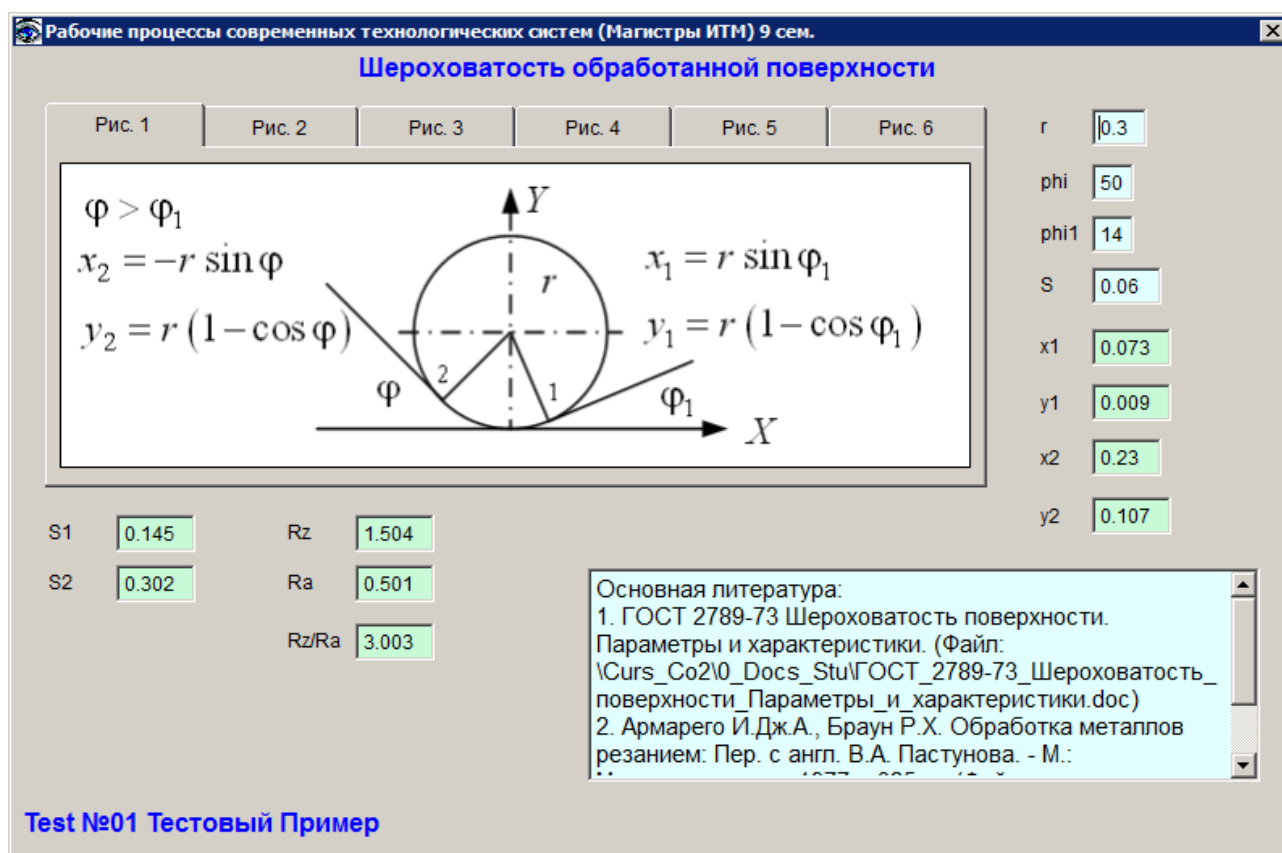 Рабочие процессы современных технологических систем (Магистры ИТМ) 9 сем.
Шероховатость обработанной поверхности
Рис. 1 Рис. 2 Рис. 3 Рис. 4 Рис. 5 Рис. 6
φ > φ₁
x₂ = −r sin φ
y₂ = r (1 − cos φ)
Y
r
x₁ = r sin φ₁
y₁ = r (1 − cos φ₁)
φ 2 1 φ₁
X
r 0.3
phi 50
phi1 14
S 0.06
x1 0.073
y1 0.009
x2 0.23
y2 0.107
S1 0.145 Rz 1.504
S2 0.302 Ra 0.501
Rz/Ra 3.003
Основная литература:
1. ГОСТ 2789-73 Шероховатость поверхности.
Параметры и характеристики. (Файл:
\Curs_Co2\0_Docs_Stu\ГОСТ_2789-73_Шероховатость_
поверхности_Параметры_и_характеристики.doc)
2. Армарего И.Дж.А., Браун Р.Х. Обработка металлов
резанием: Пер. с англ. В.А. Пастунова. - М.:
Test №01 Тестовый Пример